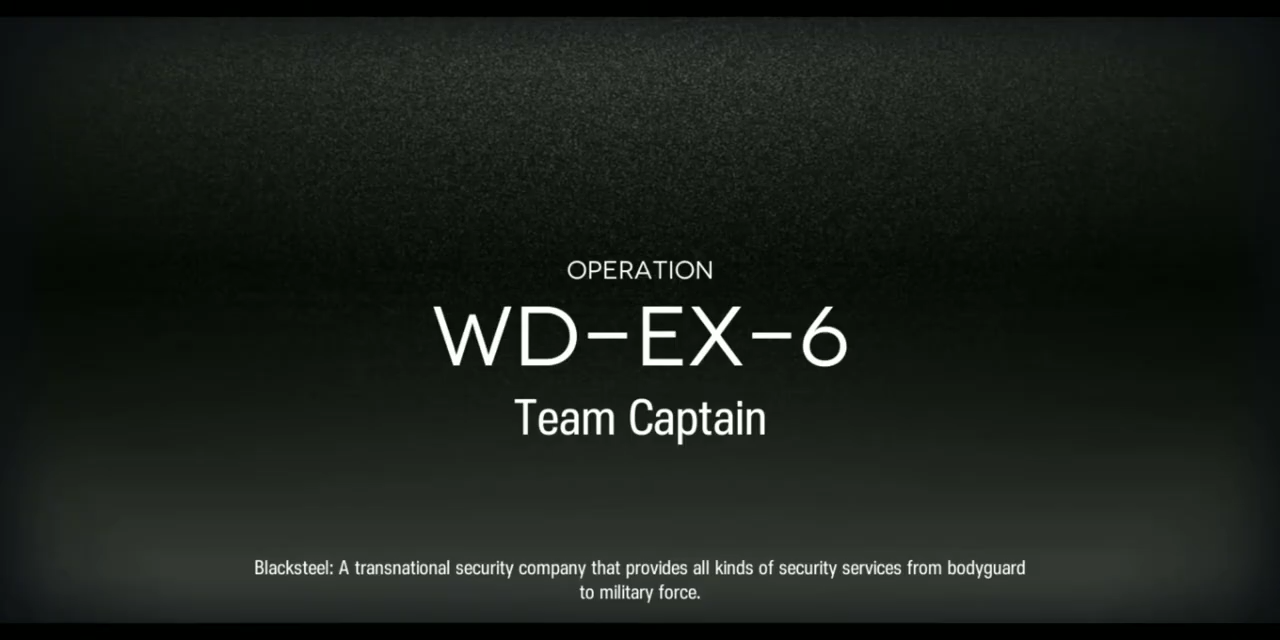 OPERATION
WD-EX-6
Team Captain
Blacksteel: A transnational security company that provides all kinds of security services from bodyguard
to military force.